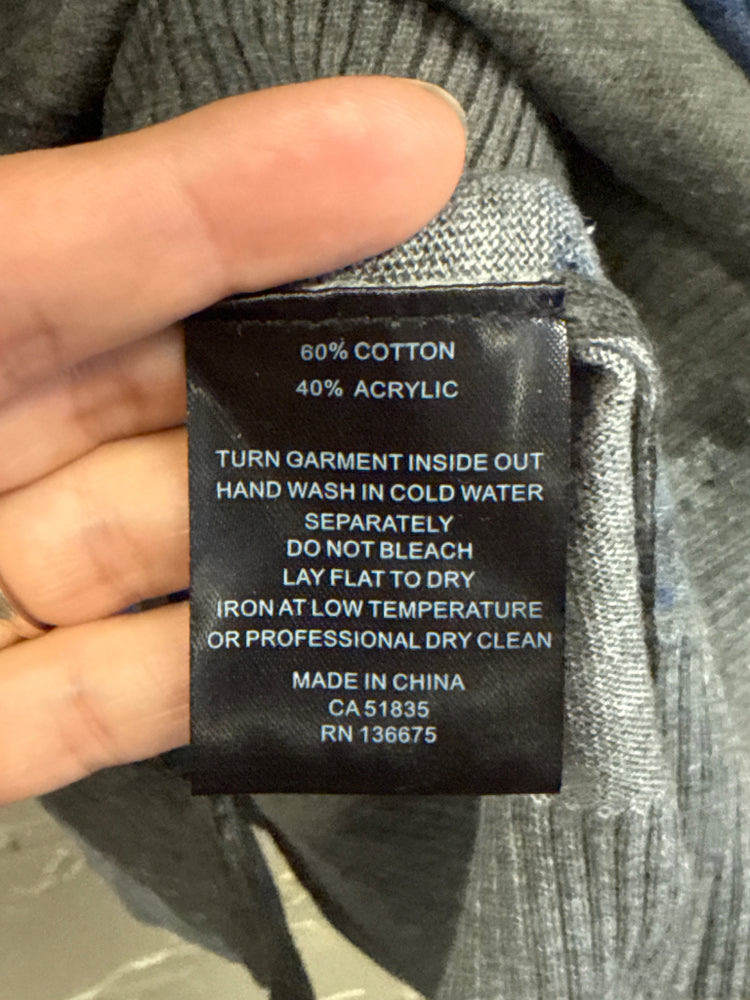 60% COTTON
40% ACRYLIC
TURN GARMENT INSIDE OUT
HAND WASH IN COLD WATER
SEPARATELY
DO NOT BLEACH
LAY FLAT TO DRY
IRON AT LOW TEMPERATURE
OR PROFESSIONAL DRY CLEAN
MADE IN CHINA
CA 51835
RN 136675